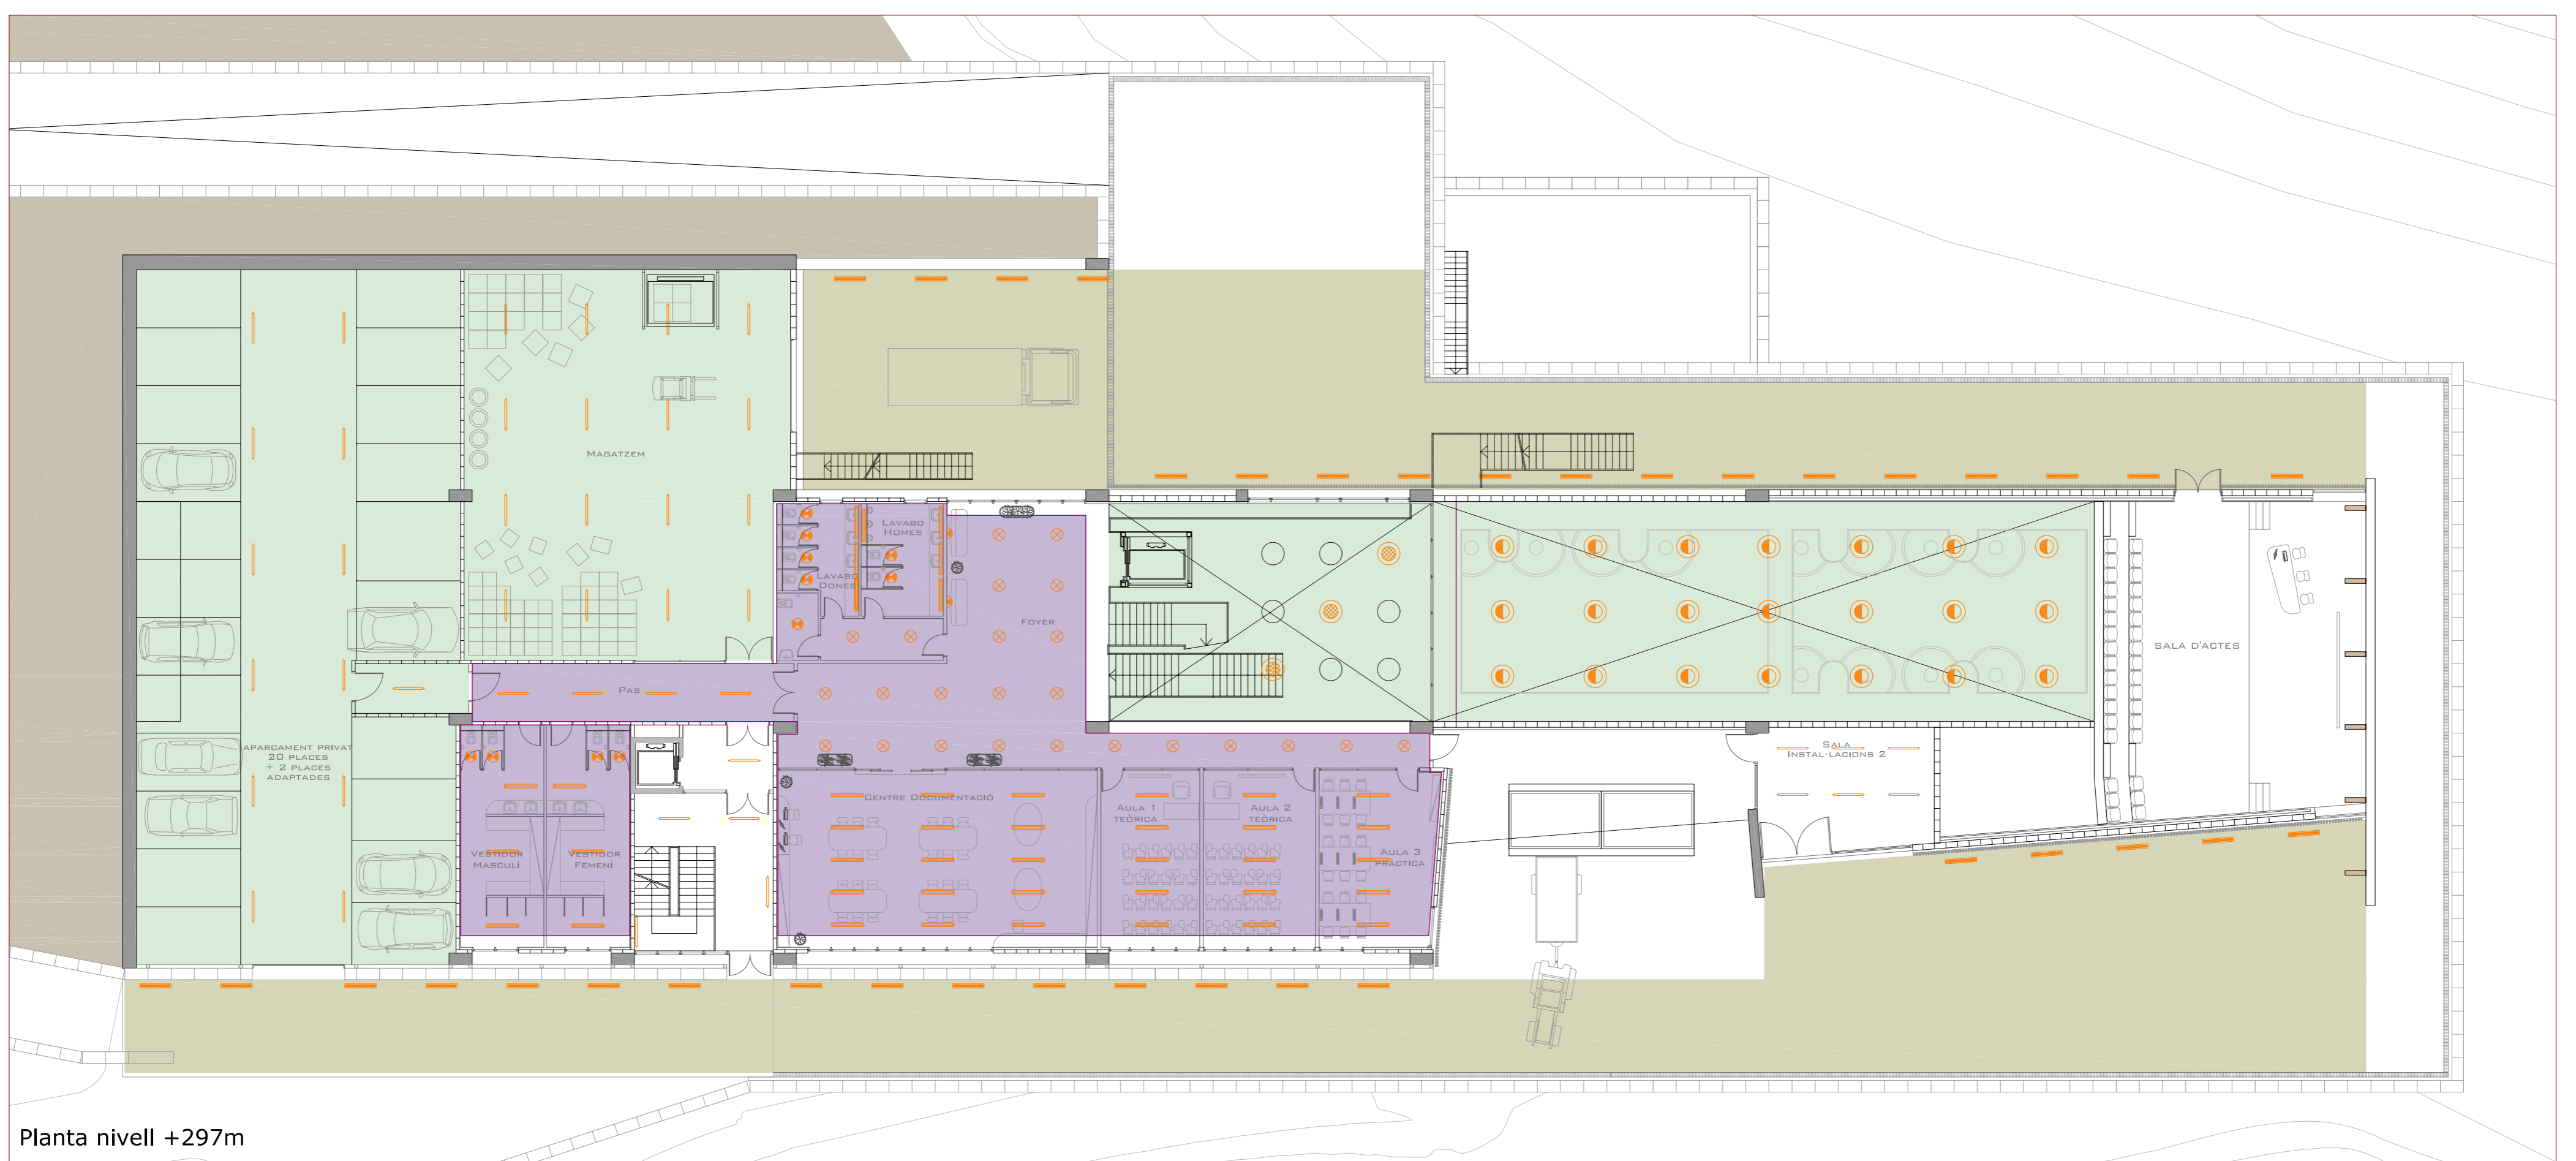 MAGATZEM
LAVABO
HOMES
LAVABO
DONES
FOYER
SALA D'ACTES
PAS
APARCAMENT PRIVAT
20 PLACES
+ 2 PLACES
ADAPTADES
SALA
INSTAL·LACIONS 2
CENTRE DOCUMENTACIÓ
AULA 1
TEÒRICA
AULA 2
TEÒRICA
AULA 3
PRÀCTICA
VESTIDOR
MASCULÍ
VESTIDOR
FEMENÍ
Planta nivell +297m